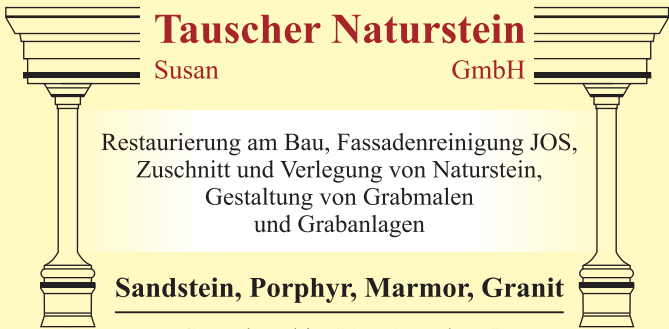 Tauscher Naturstein
Susan GmbH
Restaurierung am Bau, Fassadenreinigung JOS,
Zuschnitt und Verlegung von Naturstein,
Gestaltung von Grabmalen
und Grabanlagen
Sandstein, Porphyr, Marmor, Granit